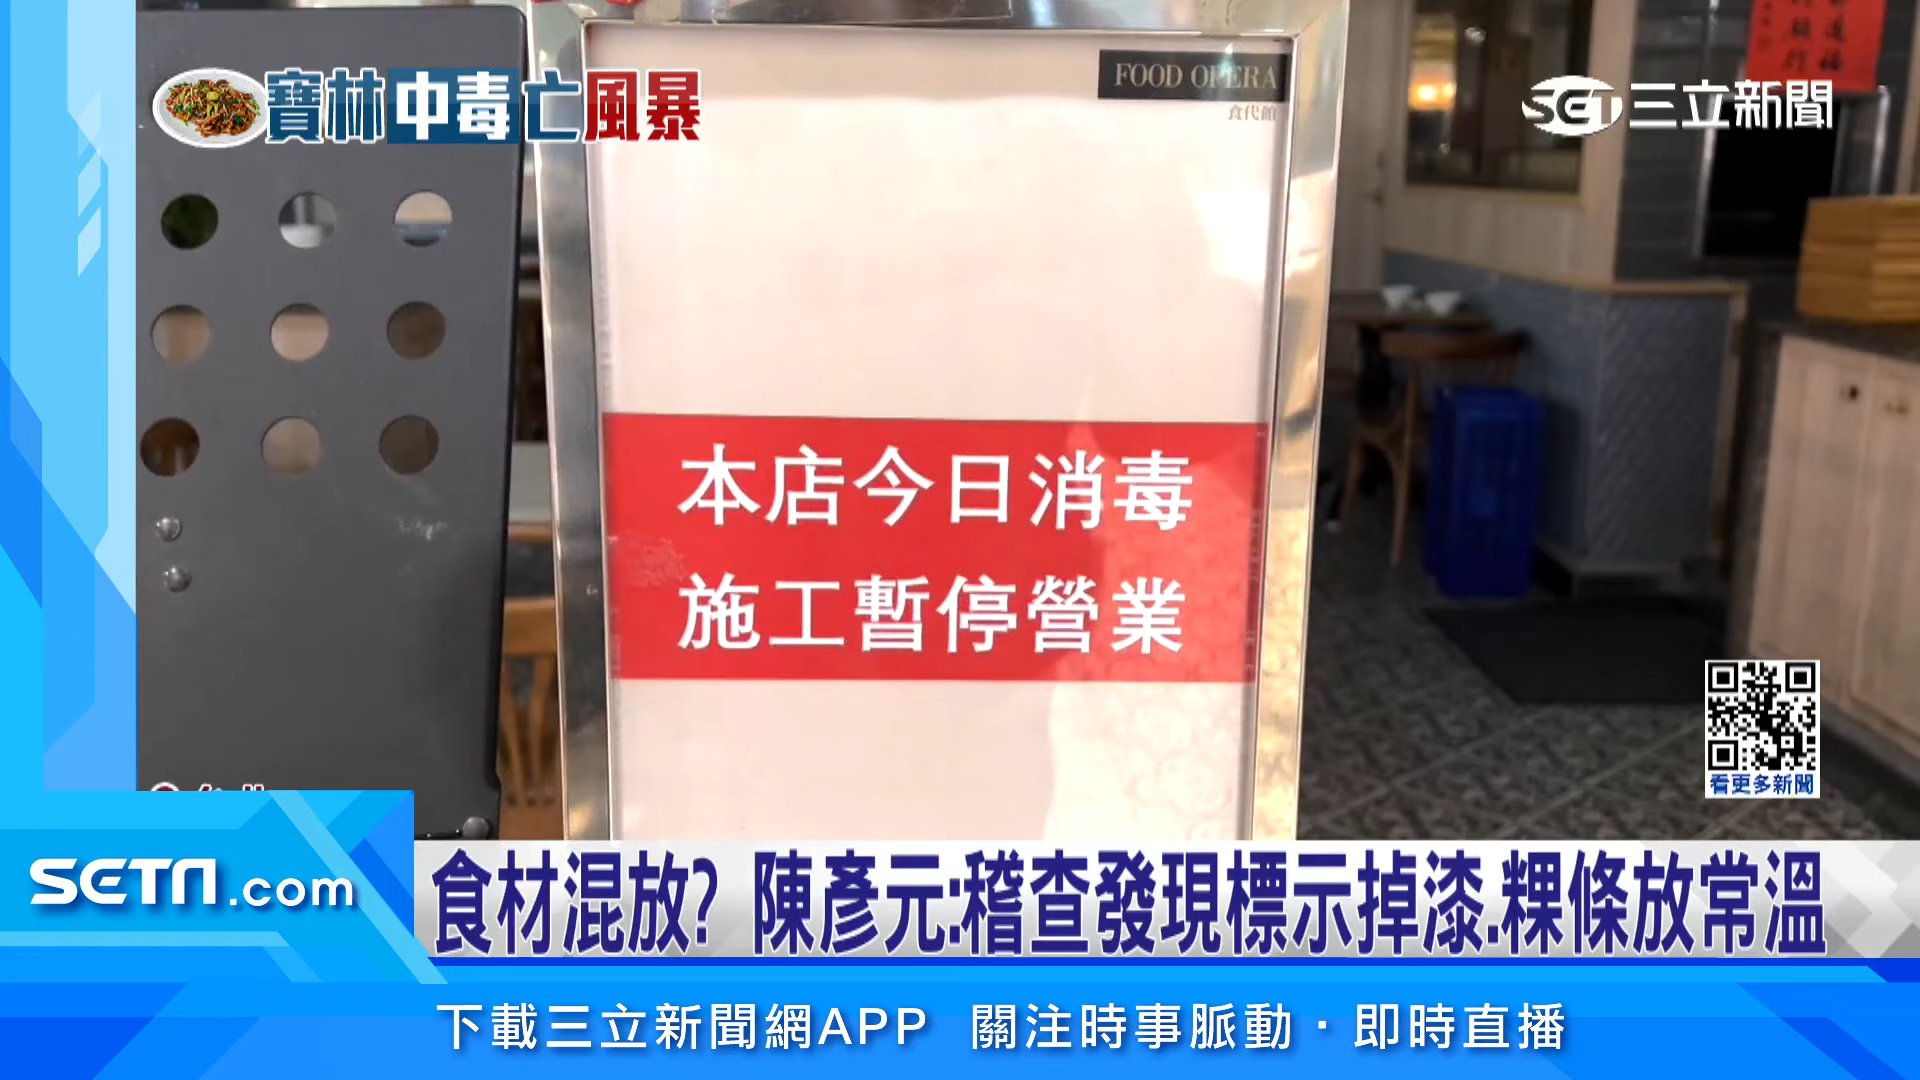 寶林中毒亡風暴
FOOD OPERA
食代館
SET三立新聞
本店今日消毒
施工暫停營業
看更多新聞
SETN.com
食材混放? 陳彥元:稽查發現標示掉漆.粿條放常溫
下載三立新聞網APP 關注時事脈動・即時直播